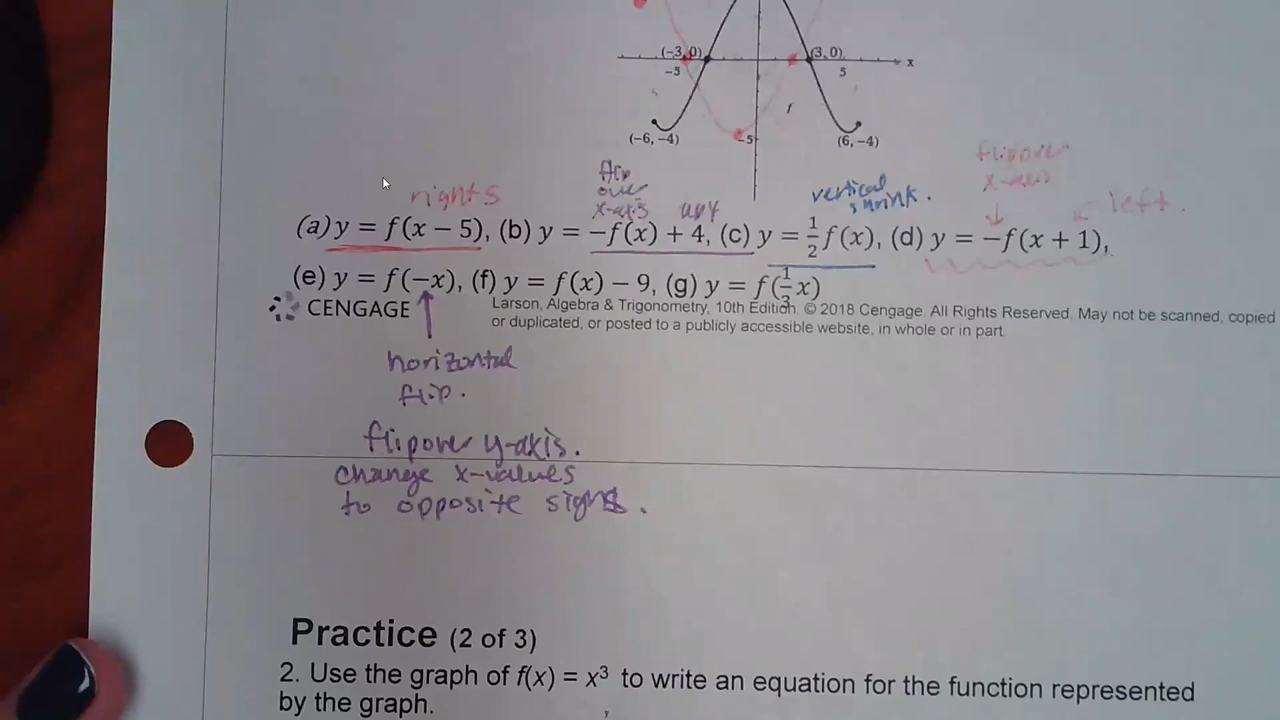 (-3, 0) (3, 0)
x
-5 5
f
(-6, -4) -5 (6, -4)
flip over
x-axis
flip
over
x-axis
up 4
vertical
shrink.
right 5
left.
(a) y = f(x − 5), (b) y = −f(x) + 4, (c) y = 1/2 f(x), (d) y = −f(x + 1),
(e) y = f(−x), (f) y = f(x) − 9, (g) y = f(1/3 x)
CENGAGE
Larson, Algebra & Trigonometry, 10th Edition. © 2018 Cengage. All Rights Reserved. May not be scanned, copied
or duplicated, or posted to a publicly accessible website, in whole or in part.
horizontal
flip.
flip over y-axis.
change x-values
to opposite signs.
Practice (2 of 3)
2. Use the graph of f(x) = x³ to write an equation for the function represented
by the graph.